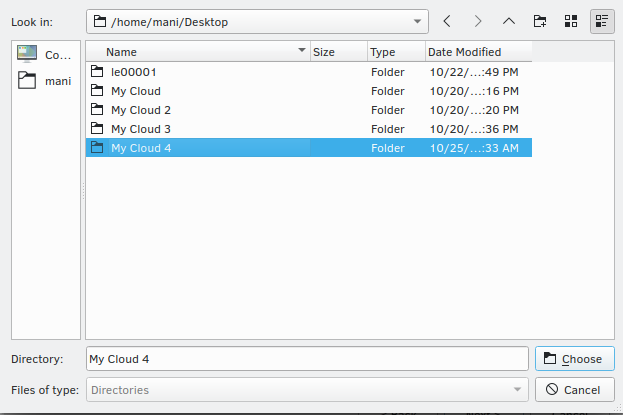 Look in: /home/mani/Desktop
Co...
mani
Name Size Type Date Modified
le00001 Folder 10/22/...:49 PM
My Cloud Folder 10/20/...:16 PM
My Cloud 2 Folder 10/20/...:20 PM
My Cloud 3 Folder 10/20/...:36 PM
My Cloud 4 Folder 10/25/...:33 AM
Directory: My Cloud 4 Choose
Files of type: Directories Cancel